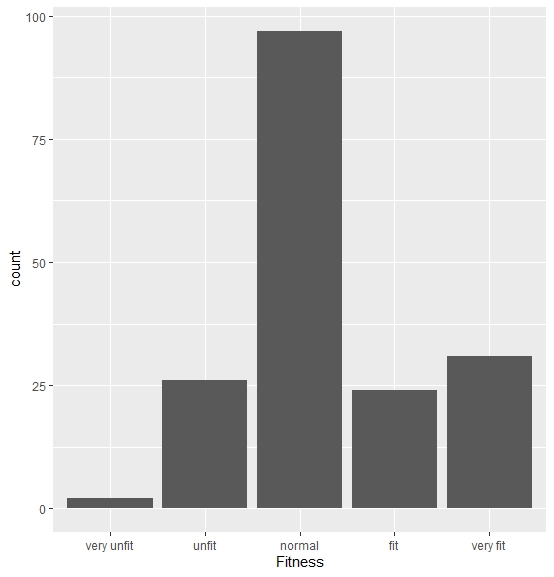 100
75
50
25
0
count
very unfit
unfit
normal
fit
very fit
Fitness